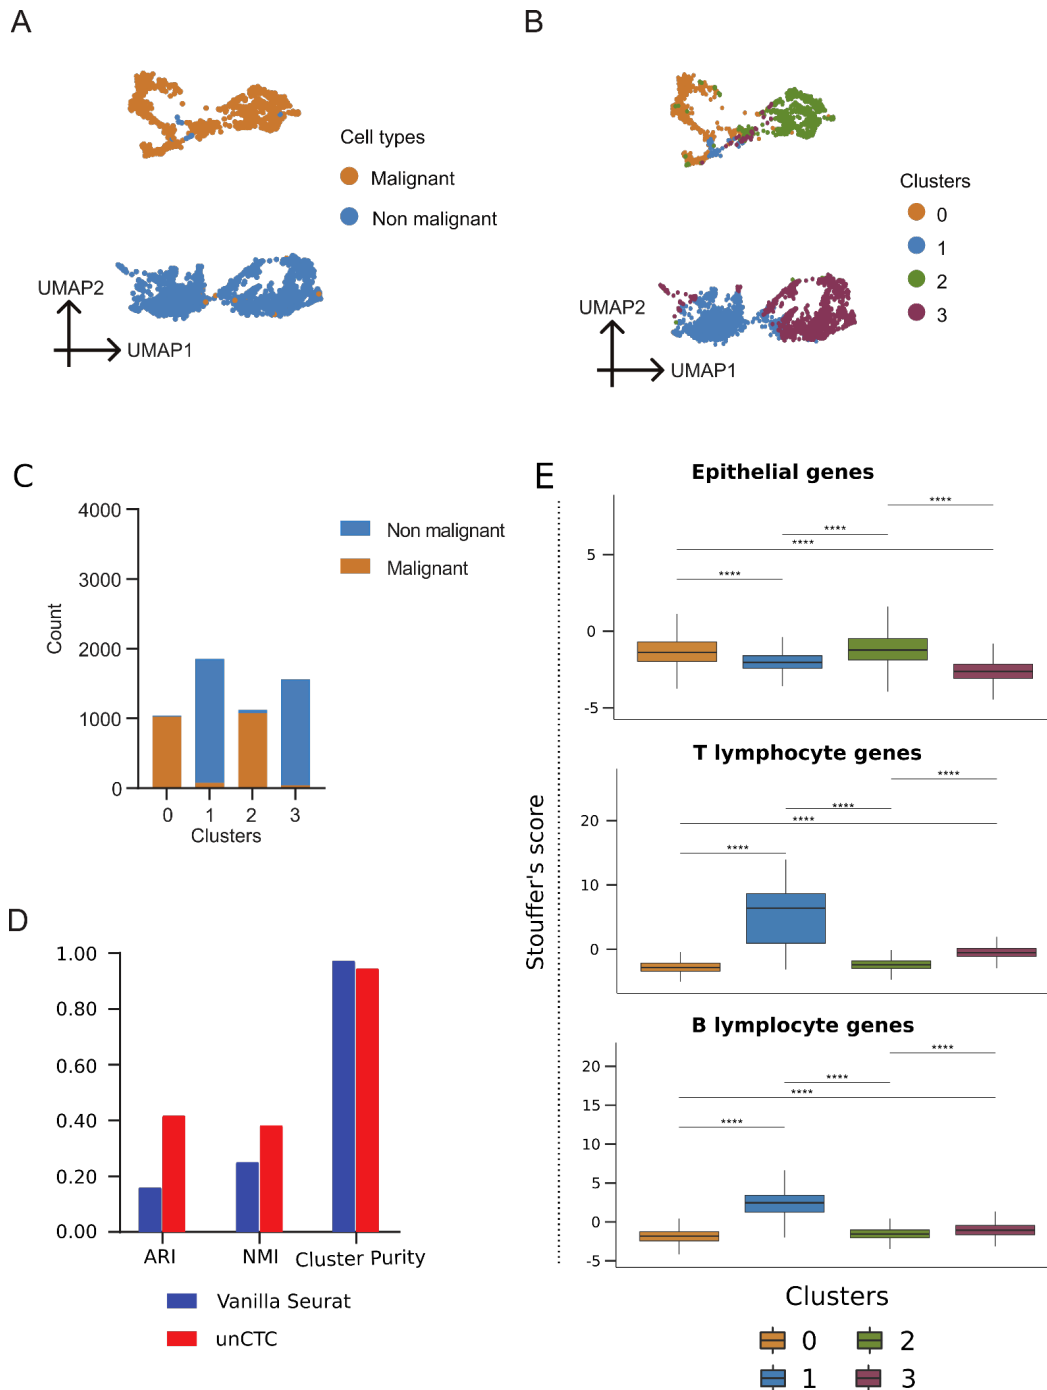 A
Cell types
Malignant
Non malignant
UMAP2
UMAP1
B
Clusters
0
1
2
3
UMAP2
UMAP1
C
4000
3000
2000
1000
0
Count
0 1 2 3
Clusters
Non malignant
Malignant
D
1.00
0.80
0.60
0.40
0.20
0.00
ARI NMI Cluster Purity
Vanilla Seurat
unCTC
E
Stouffer's score
Epithelial genes
5
0
-5
****
****
****
****
T lymphocyte genes
20
10
0
****
****
****
****
B lymplocyte genes
20
15
10
5
0
-5
****
****
****
****
Clusters
0 2
1 3